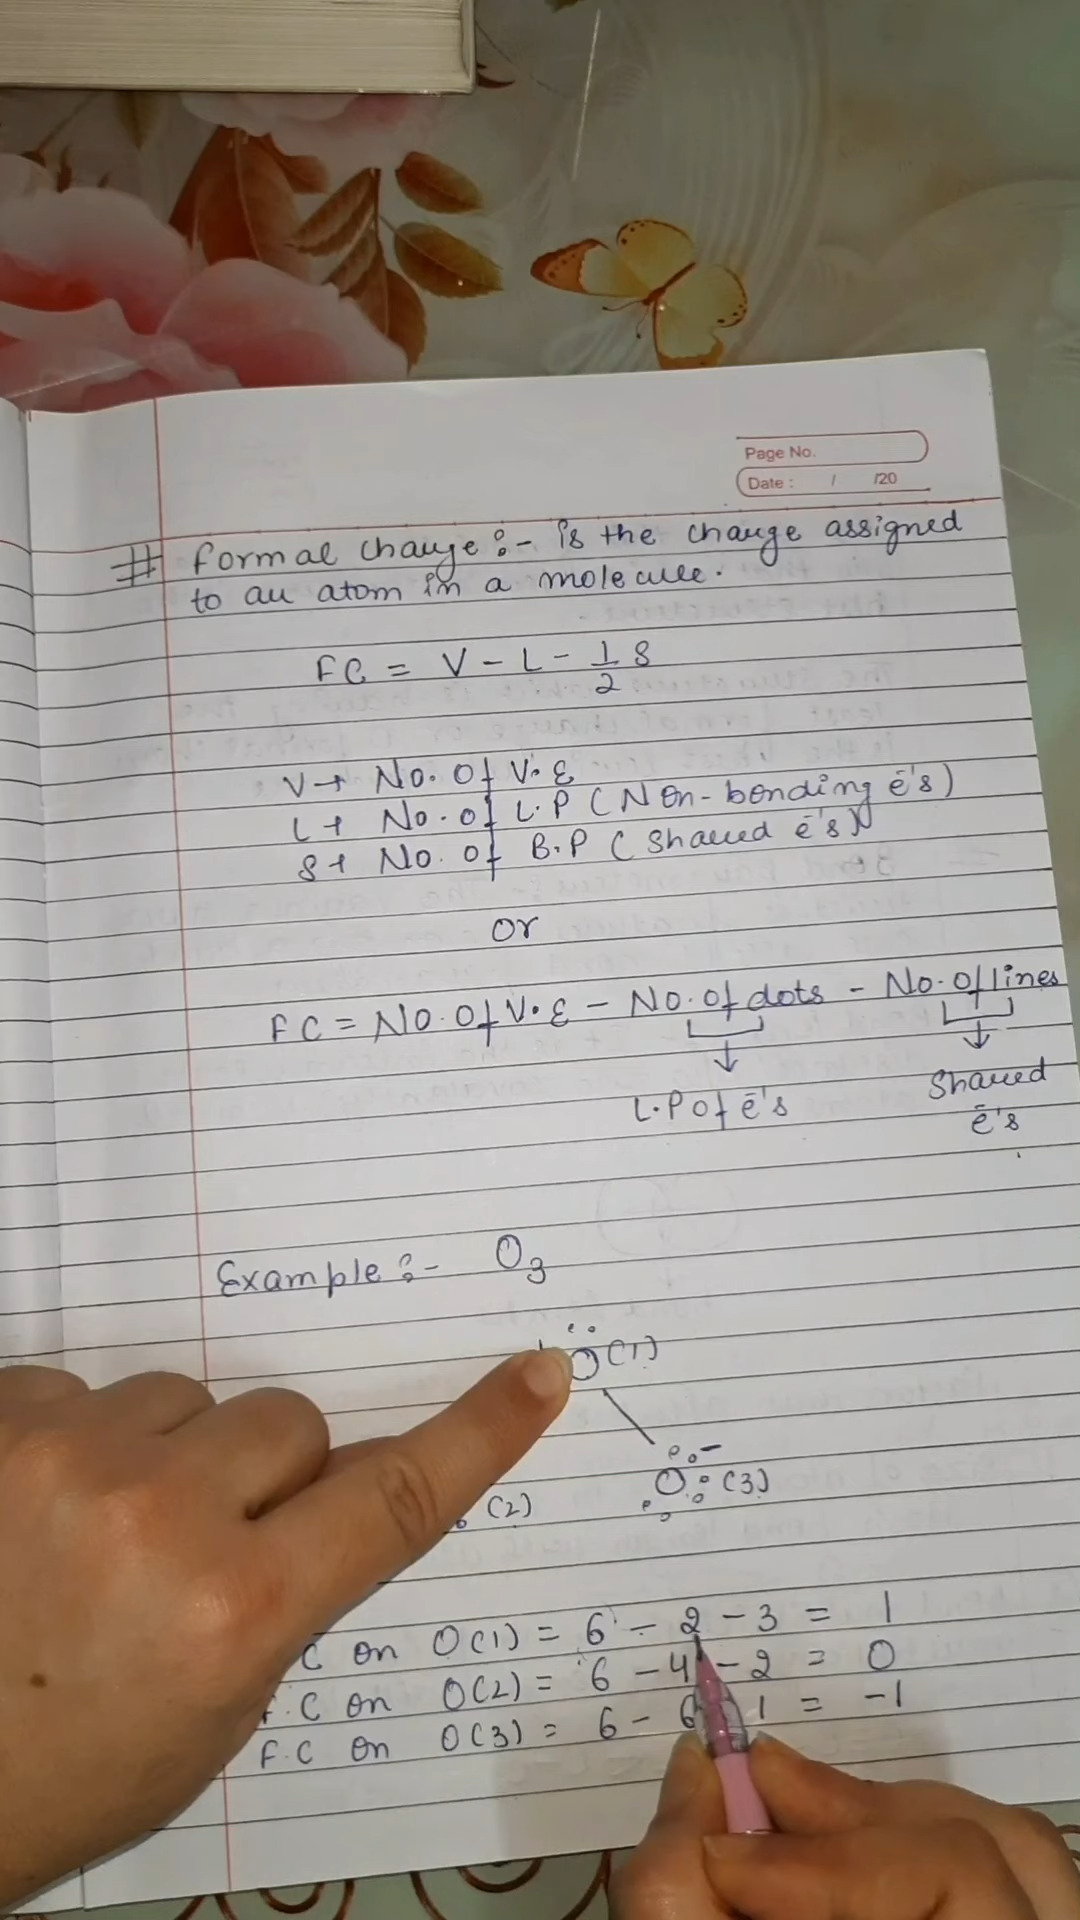 Page No.
Date : / /20
# formal charge :- is the charge assigned
to an atom in a molecule.
FC = V - L - 1/2 S
V → No. of V.E
L → No. of L.P (Non-bonding e̅'s)
S → No. of B.P (Shared e̅'s)
or
FC = No. of V.E - No. of dots - No. of lines
↓ ↓
L.P of e̅'s Shared
e̅'s
Example :- O3
O(1)
(2) O (3)
C on O(1) = 6 - 2 - 3 = 1
F.C on O(2) = 6 - 4 - 2 = 0
F.C on O(3) = 6 - 6 1 = -1